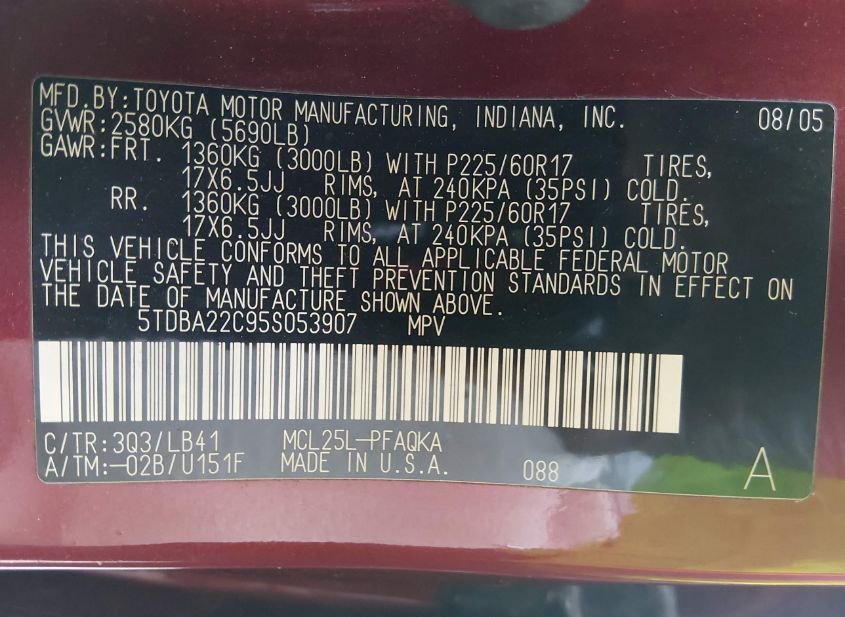 MFD.BY:TOYOTA MOTOR MANUFACTURING, INDIANA, INC. 08/05
GVWR:2580KG (5690LB)
GAWR:FRT. 1360KG (3000LB) WITH P225/60R17 TIRES,
17X6.5JJ RIMS, AT 240KPA (35PSI) COLD.
RR. 1360KG (3000LB) WITH P225/60R17 TIRES,
17X6.5JJ RIMS, AT 240KPA (35PSI) COLD.
THIS VEHICLE CONFORMS TO ALL APPLICABLE FEDERAL MOTOR
VEHICLE SAFETY AND THEFT PREVENTION STANDARDS IN EFFECT ON
THE DATE OF MANUFACTURE SHOWN ABOVE.
5TDBA22C95S053907 MPV
C/TR:3Q3/LB41 MCL25L-PFAQKA
A/TM:-02B/U151F MADE IN U.S.A. 088 A